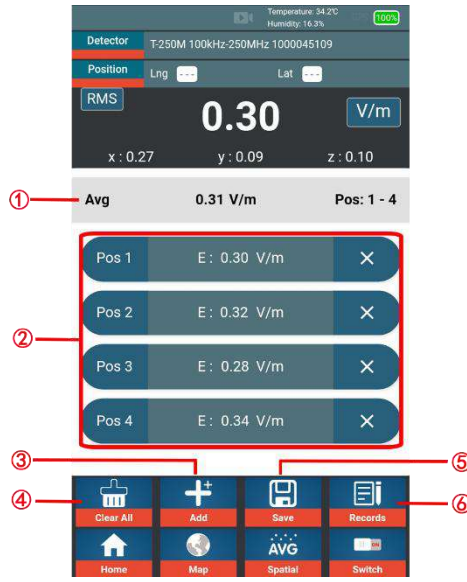 Temperature: 34.2℃
Humidity: 16.3%
100%
Detector T-250M 100kHz-250MHz 1000045109
Position Lng --- Lat ---
RMS 0.30 V/m
x : 0.27 y : 0.09 z : 0.10
① Avg 0.31 V/m Pos: 1 - 4
Pos 1 E : 0.30 V/m ×
Pos 2 E : 0.32 V/m ×
② Pos 3 E : 0.28 V/m ×
Pos 4 E : 0.34 V/m ×
③ ⑤
④ ⑥
Clear All Add Save Records
AVG ON
Home Map Spatial Switch